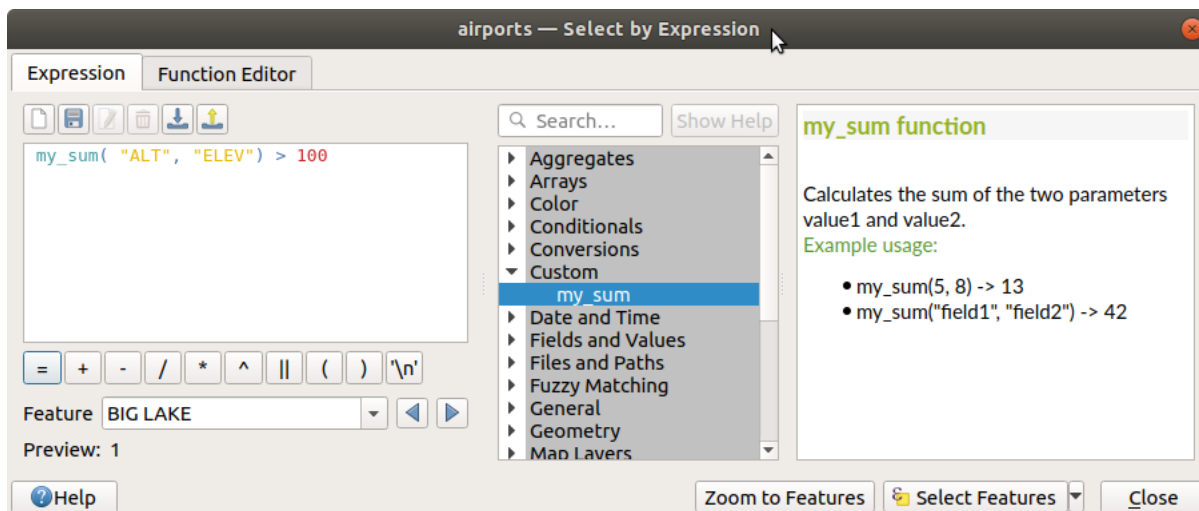 airports — Select by Expression
Expression
Function Editor
Search...
Show Help
my_sum( "ALT", "ELEV") > 100
= + - / * ^ || ( ) '\n'
Feature BIG LAKE
Preview: 1
Aggregates
Arrays
Color
Conditionals
Conversions
Custom
my_sum
Date and Time
Fields and Values
Files and Paths
Fuzzy Matching
General
Geometry
Map Layers
my_sum function
Calculates the sum of the two parameters
value1 and value2.
Example usage:
• my_sum(5, 8) -> 13
• my_sum("field1", "field2") -> 42
Help
Zoom to Features
Select Features
Close